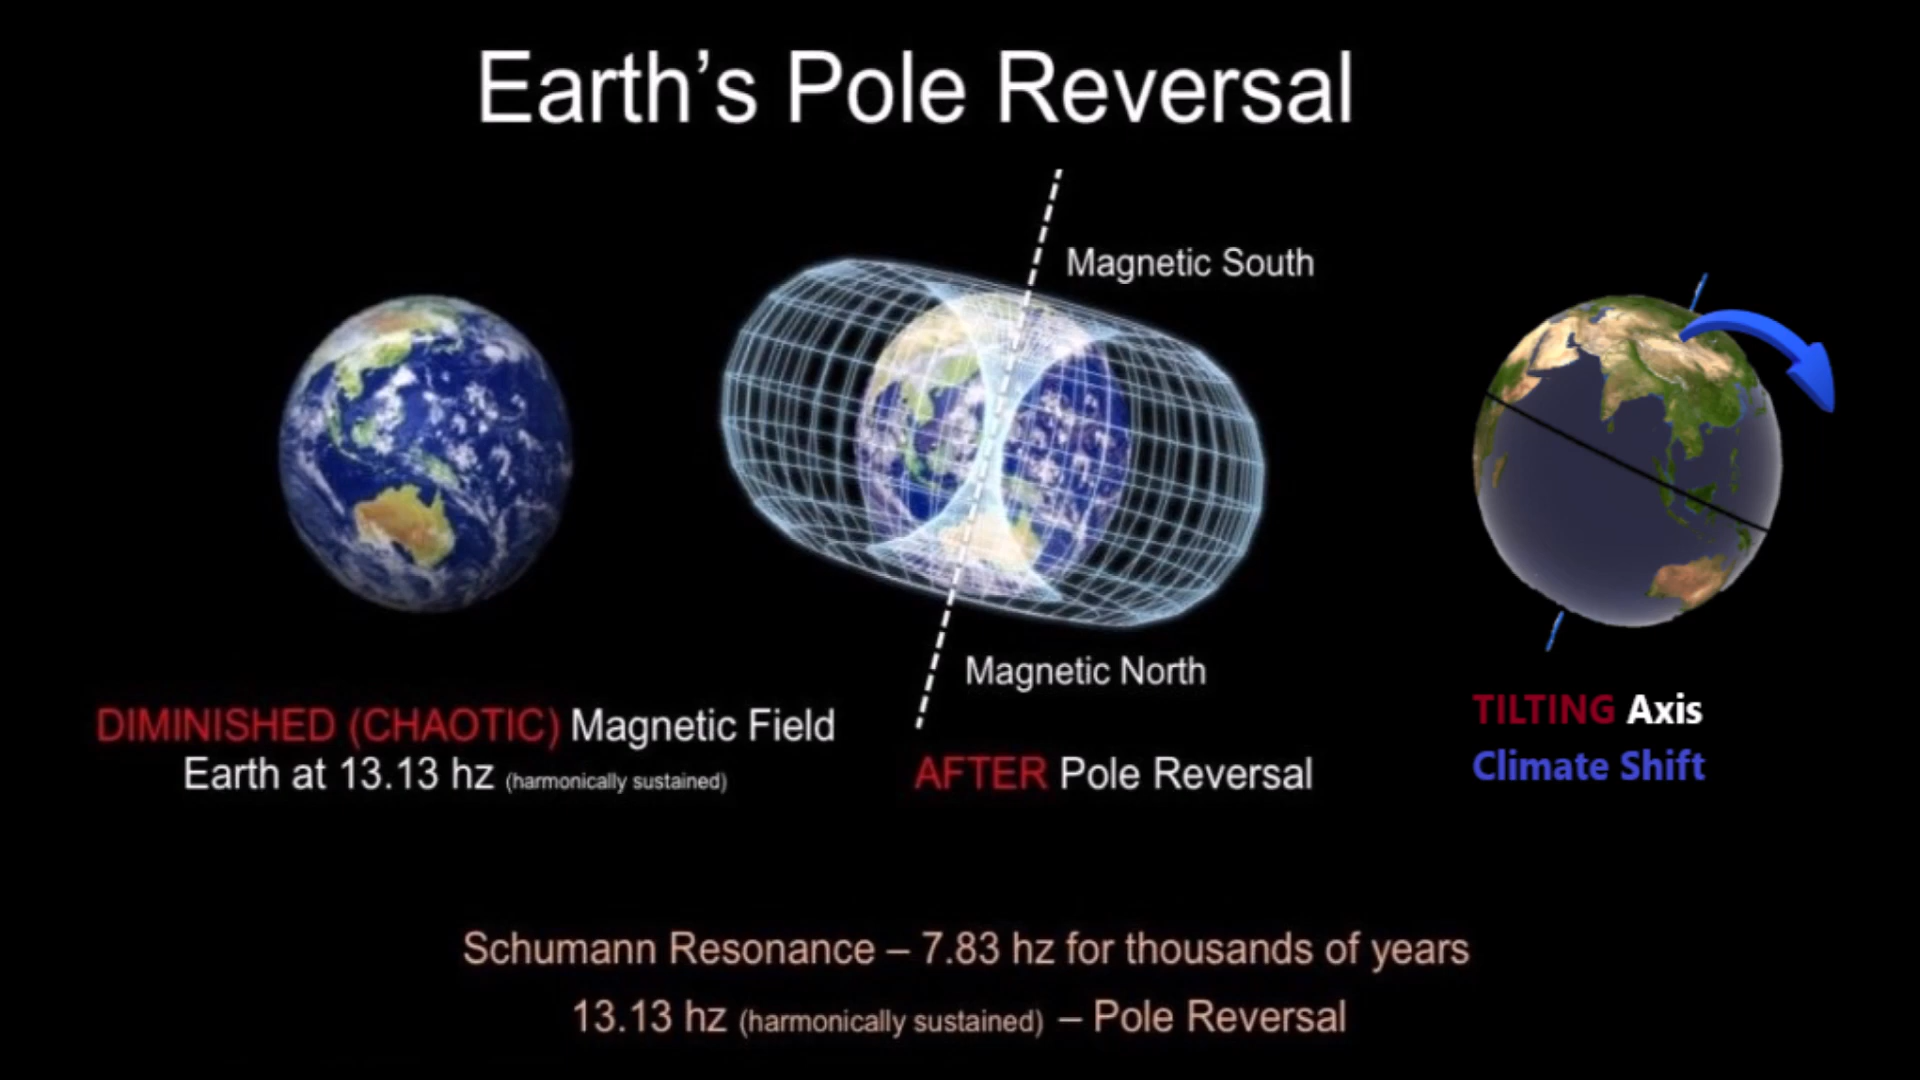 Earth’s Pole Reversal
Magnetic South
Magnetic North
DIMINISHED (CHAOTIC) Magnetic Field
Earth at 13.13 hz (harmonically sustained)
AFTER Pole Reversal
TILTING Axis
Climate Shift
Schumann Resonance – 7.83 hz for thousands of years
13.13 hz (harmonically sustained) – Pole Reversal